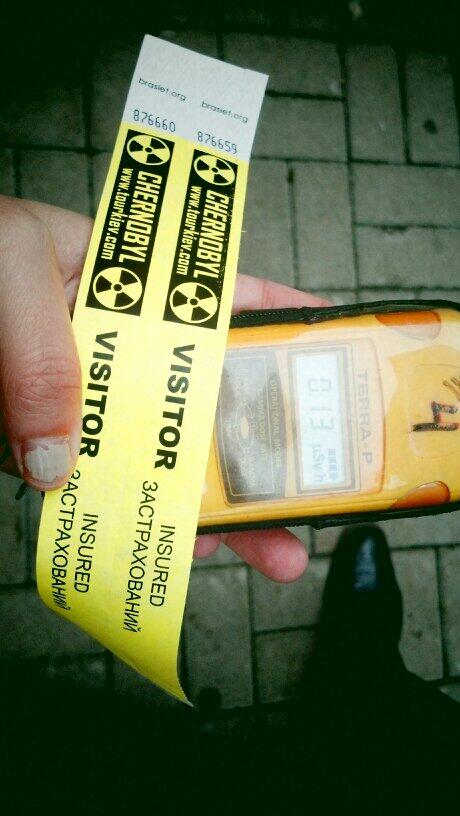 braslet.org
876660
CHERNOBYL
www.tourkiev.com
VISITOR
INSURED
ЗАСТРАХОВАНИЙ
braslet.org
876659
CHERNOBYL
www.tourkiev.com
VISITOR
INSURED
ЗАСТРАХОВАНИЙ
TERRA-P
0.13 µSv/h
4